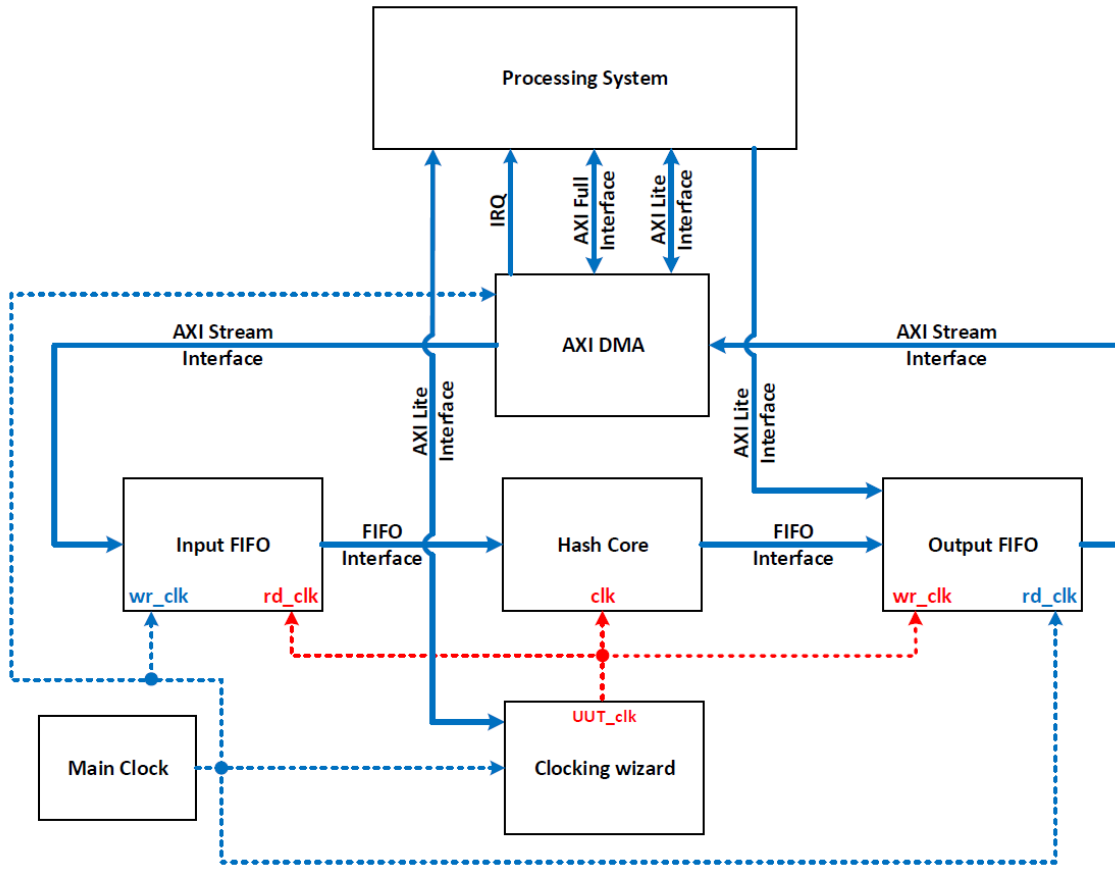 Processing System
IRQ
AXI Full
Interface
AXI Lite
Interface
AXI Stream
Interface
AXI DMA
AXI Stream
Interface
AXI Lite
Interface
AXI Lite
Interface
Input FIFO
wr_clk
rd_clk
FIFO
Interface
Hash Core
clk
FIFO
Interface
Output FIFO
wr_clk
rd_clk
Main Clock
UUT_clk
Clocking wizard